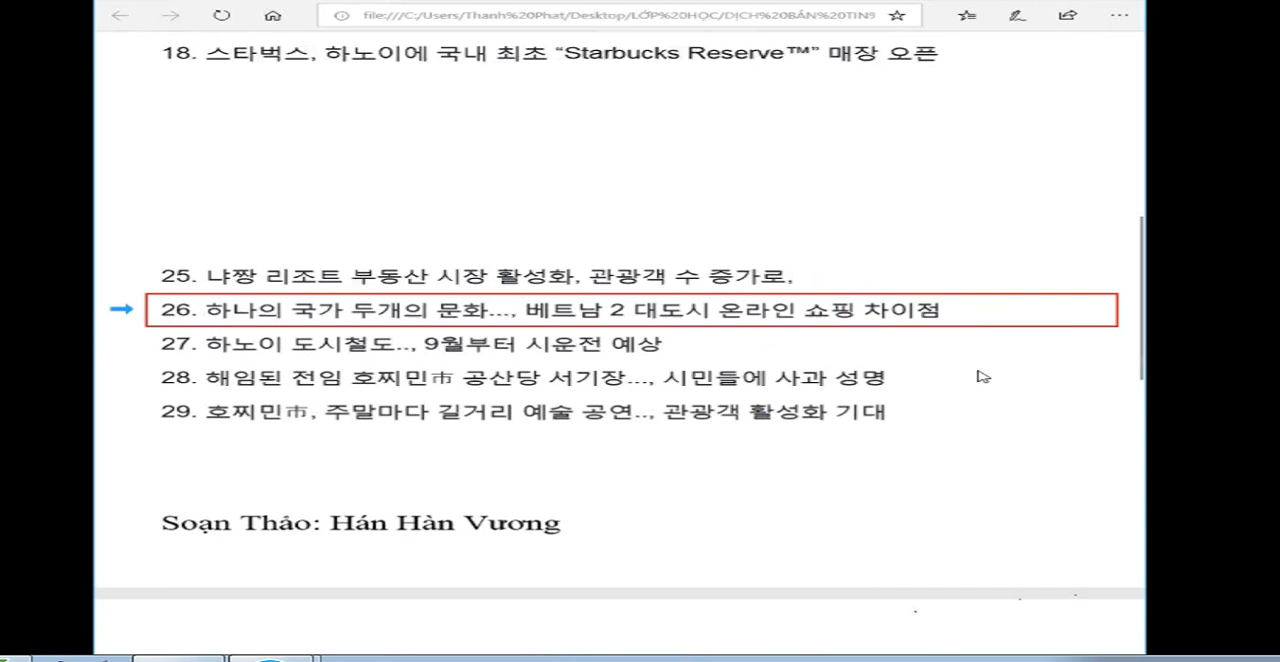 file:///C:/Users/Thanh%20Phat/Desktop/LỚP%20HỌC/DỊCH%20BẢN%20TIN%
18. 스타벅스, 하노이에 국내 최초 “Starbucks Reserve™” 매장 오픈
25. 냐짱 리조트 부동산 시장 활성화, 관광객 수 증가로,
26. 하나의 국가 두개의 문화..., 베트남 2 대도시 온라인 쇼핑 차이점
27. 하노이 도시철도.., 9월부터 시운전 예상
28. 해임된 전임 호찌민市 공산당 서기장..., 시민들에 사과 성명
29. 호찌민市, 주말마다 길거리 예술 공연.., 관광객 활성화 기대
Soạn Thảo: Hán Hàn Vương